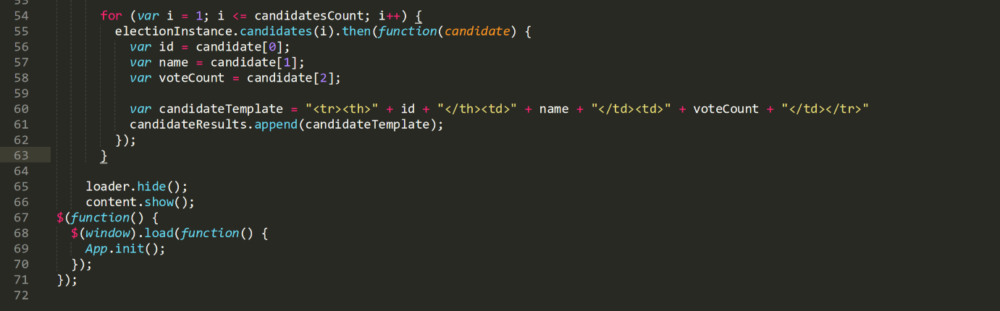 53
54 for (var i = 1; i <= candidatesCount; i++) {
55 electionInstance.candidates(i).then(function(candidate) {
56 var id = candidate[0];
57 var name = candidate[1];
58 var voteCount = candidate[2];
59
60 var candidateTemplate = "<tr><th>" + id + "</th><td>" + name + "</td><td>" + voteCount + "</td></tr>"
61 candidateResults.append(candidateTemplate);
62 });
63 }
64
65 loader.hide();
66 content.show();
67 $(function() {
68 $(window).load(function() {
69 App.init();
70 });
71 });
72